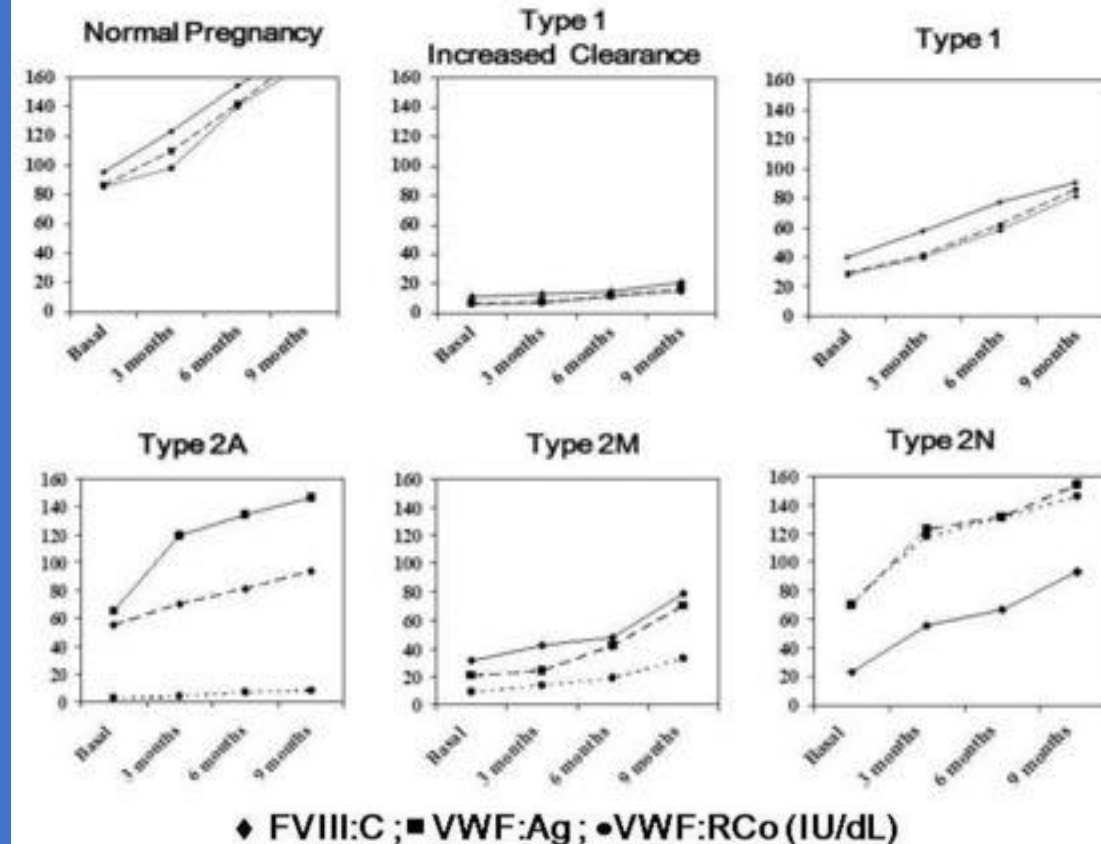 Normal Pregnancy
160
140
120
100
80
60
40
20
0
Basal
3 months
6 months
9 months
Type 1
Increased Clearance
160
140
120
100
80
60
40
20
0
Basal
3 months
6 months
9 months
Type 1
160
140
120
100
80
60
40
20
0
Basal
3 months
6 months
9 months
Type 2A
160
140
120
100
80
60
40
20
0
Basal
3 months
6 months
9 months
Type 2M
160
140
120
100
80
60
40
20
0
Basal
3 months
6 months
9 months
Type 2N
160
140
120
100
80
60
40
20
0
Basal
3 months
6 months
9 months
♦ FVIII:C ; ■ VWF:Ag ; ●VWF:RCo (IU/dL)